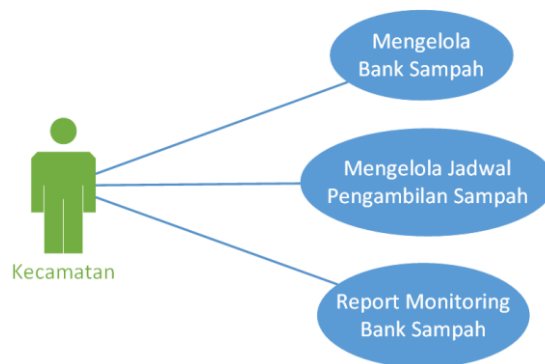 Mengelola
Bank Sampah
Mengelola Jadwal
Pengambilan Sampah
Kecamatan
Report Monitoring
Bank Sampah